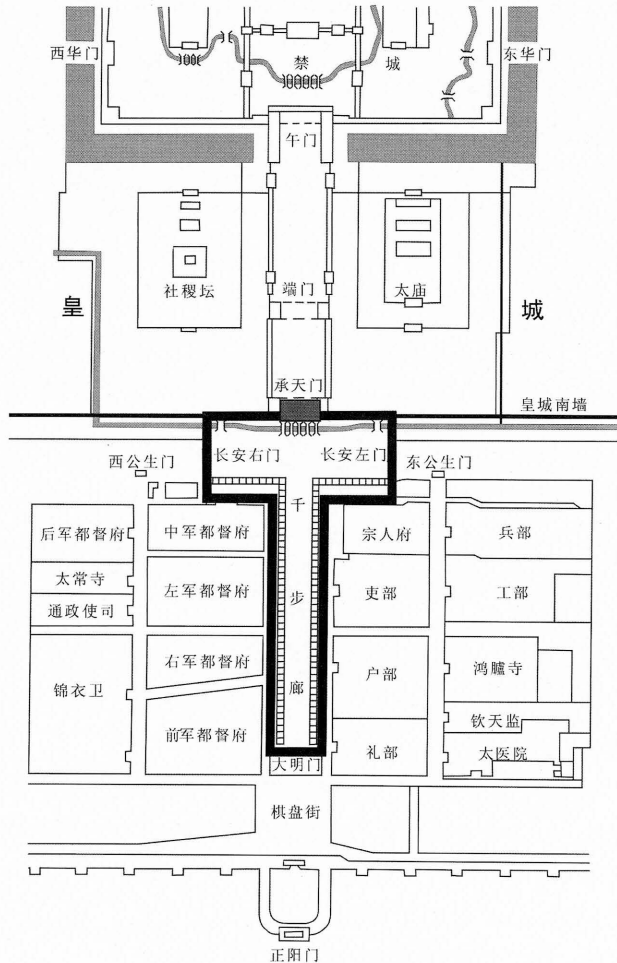 西华门
禁
城
东华门
午门
社稷坛
端门
太庙
皇
城
承天门
皇城南墙
长安右门
长安左门
西公生门
东公生门
千
步
廊
后军都督府
中军都督府
宗人府
兵部
太常寺
左军都督府
吏部
工部
通政使司
右军都督府
户部
鸿臚寺
锦衣卫
前军都督府
礼部
钦天监
太医院
大明门
棋盘街
正阳门